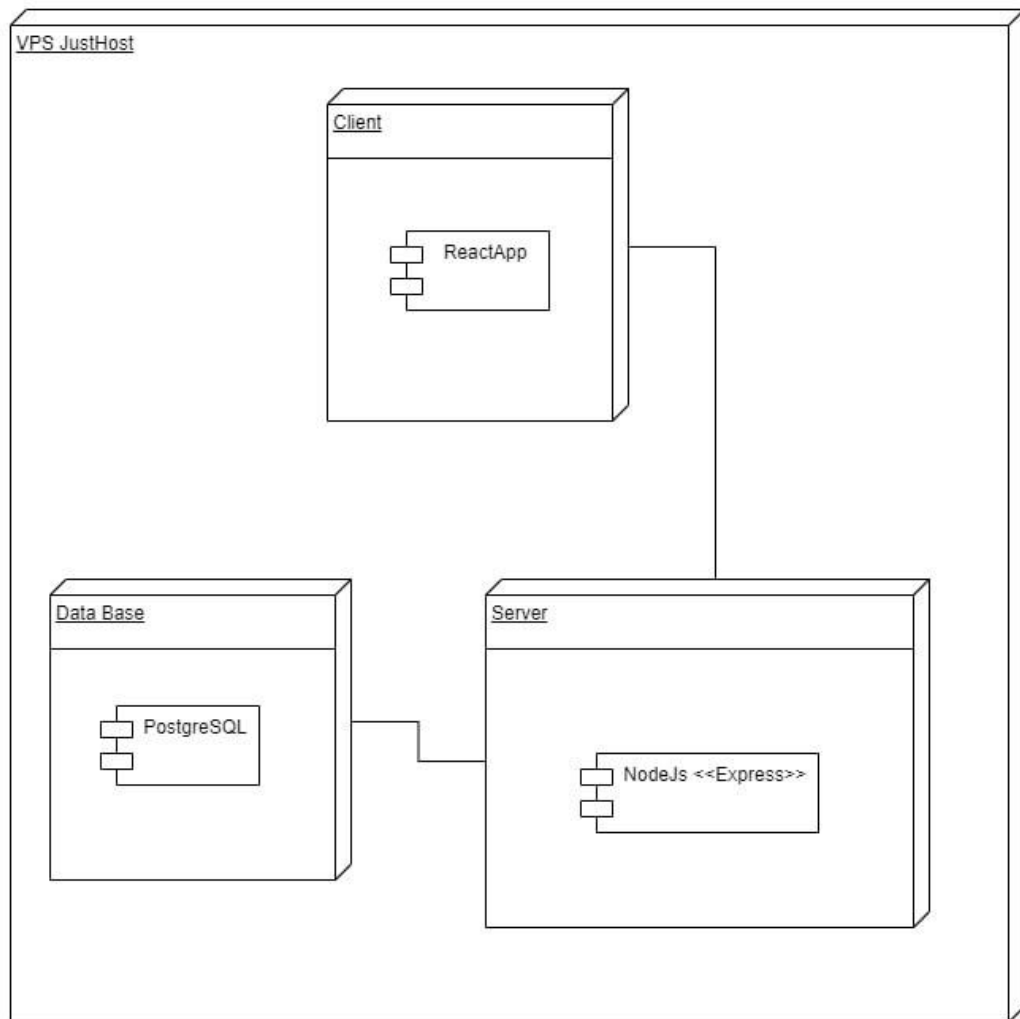 VPS JustHost
Client
ReactApp
Data Base
PostgreSQL
Server
NodeJs <<Express>>